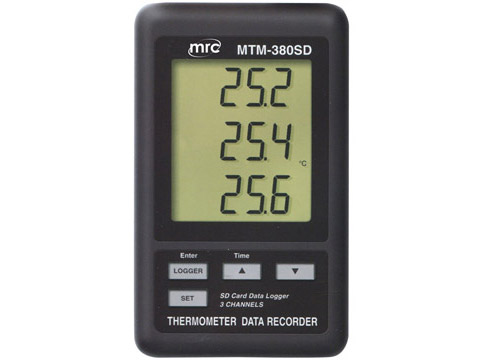 mrc MTM-380SD
25.2
25.4
°C
25.6
Enter Time
LOGGER ▲ ▼
SET SD Card Data Logger
3 CHANNELS
THERMOMETER DATA RECORDER